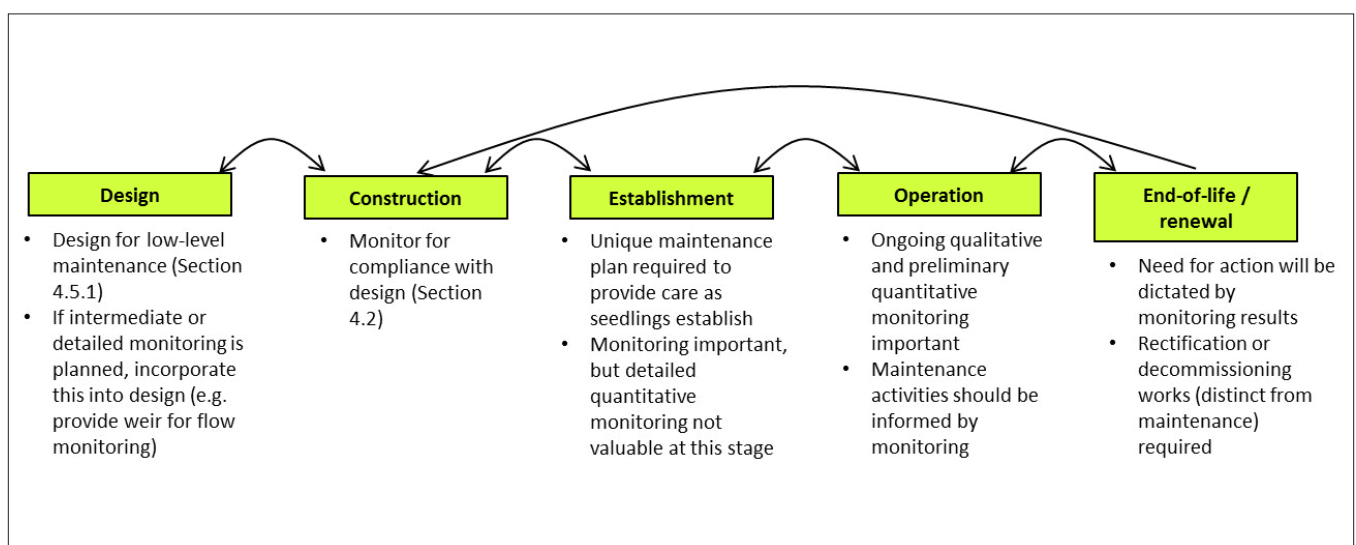 Design
• Design for low-level
maintenance (Section
4.5.1)
• If intermediate or
detailed monitoring is
planned, incorporate
this into design (e.g.
provide weir for flow
monitoring)
Construction
• Monitor for
compliance with
design (Section
4.2)
Establishment
• Unique maintenance
plan required to
provide care as
seedlings establish
• Monitoring important,
but detailed
quantitative
monitoring not
valuable at this stage
Operation
• Ongoing qualitative
and preliminary
quantitative
monitoring
important
• Maintenance
activities should be
informed by
monitoring
End-of-life /
renewal
• Need for action will be
dictated by
monitoring results
• Rectification or
decommissioning
works (distinct from
maintenance)
required